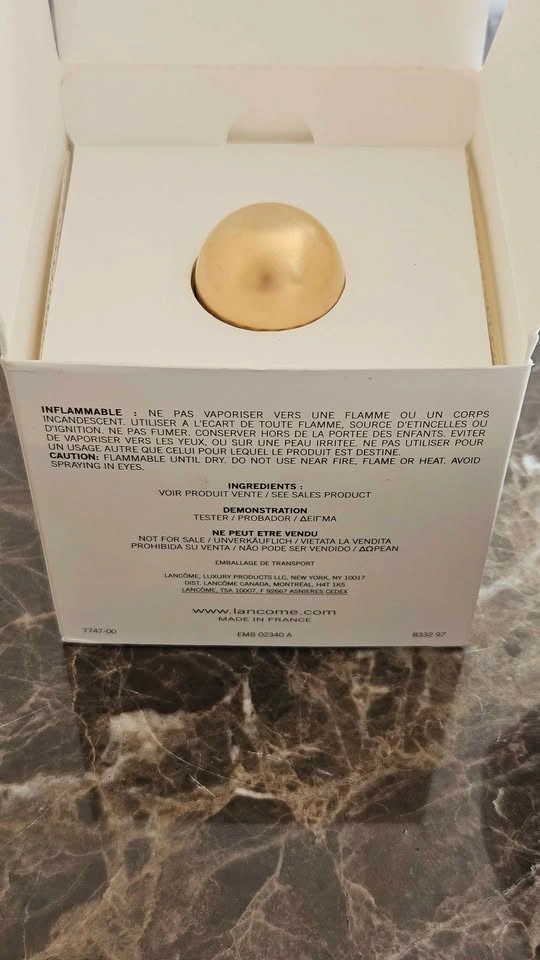 INFLAMMABLE : NE PAS VAPORISER VERS UNE FLAMME OU UN CORPS
INCANDESCENT. UTILISER A L'ECART DE TOUTE FLAMME, SOURCE D'ETINCELLES OU
D'IGNITION. NE PAS FUMER. CONSERVER HORS DE LA PORTEE DES ENFANTS. EVITER
DE VAPORISER VERS LES YEUX, OU SUR UNE PEAU IRRITEE. NE PAS UTILISER POUR
UN USAGE AUTRE QUE CELUI POUR LEQUEL LE PRODUIT EST DESTINE.
CAUTION: FLAMMABLE UNTIL DRY. DO NOT USE NEAR FIRE, FLAME OR HEAT. AVOID
SPRAYING IN EYES.
INGREDIENTS :
VOIR PRODUIT VENTE / SEE SALES PRODUCT
DEMONSTRATION
TESTER / PROBADOR / ΔΕΙΓΜΑ
NE PEUT ETRE VENDU
NOT FOR SALE / UNVERKÄUFLICH / VIETATA LA VENDITA
PROHIBIDA SU VENTA / NÃO PODE SER VENDIDO / ΔΩΡΕΑΝ
EMBALLAGE DE TRANSPORT
LANCÔME, LUXURY PRODUCTS LLC, NEW YORK, NY 10017
DIST. LANCÔME CANADA, MONTRÉAL, H4T 1K5
LANCÔME, TSA 10007, F 92667 ASNIERES CEDEX
www.lancome.com
MADE IN FRANCE
7747-00 EMB 02340 A 8332 97